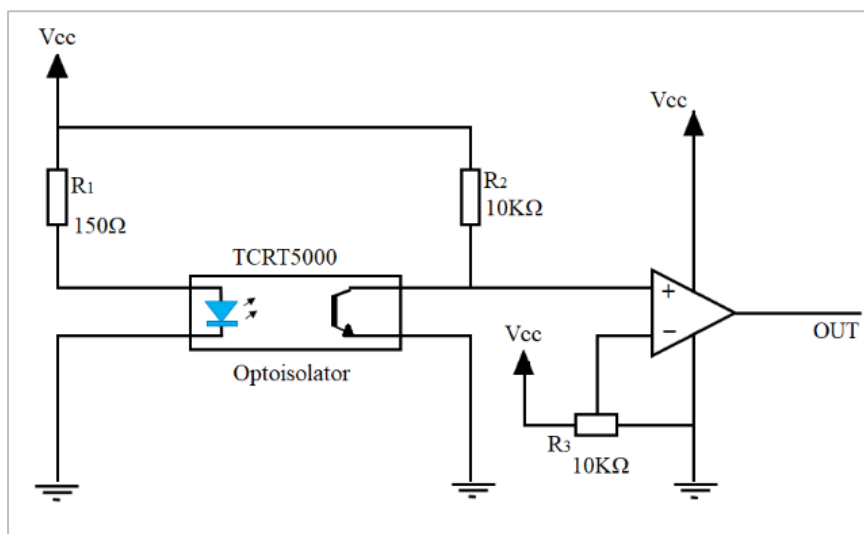 Vcc
Vcc
R1
150Ω
R2
10KΩ
TCRT5000
+
−
OUT
Optoisolator
Vcc
R3
10KΩ